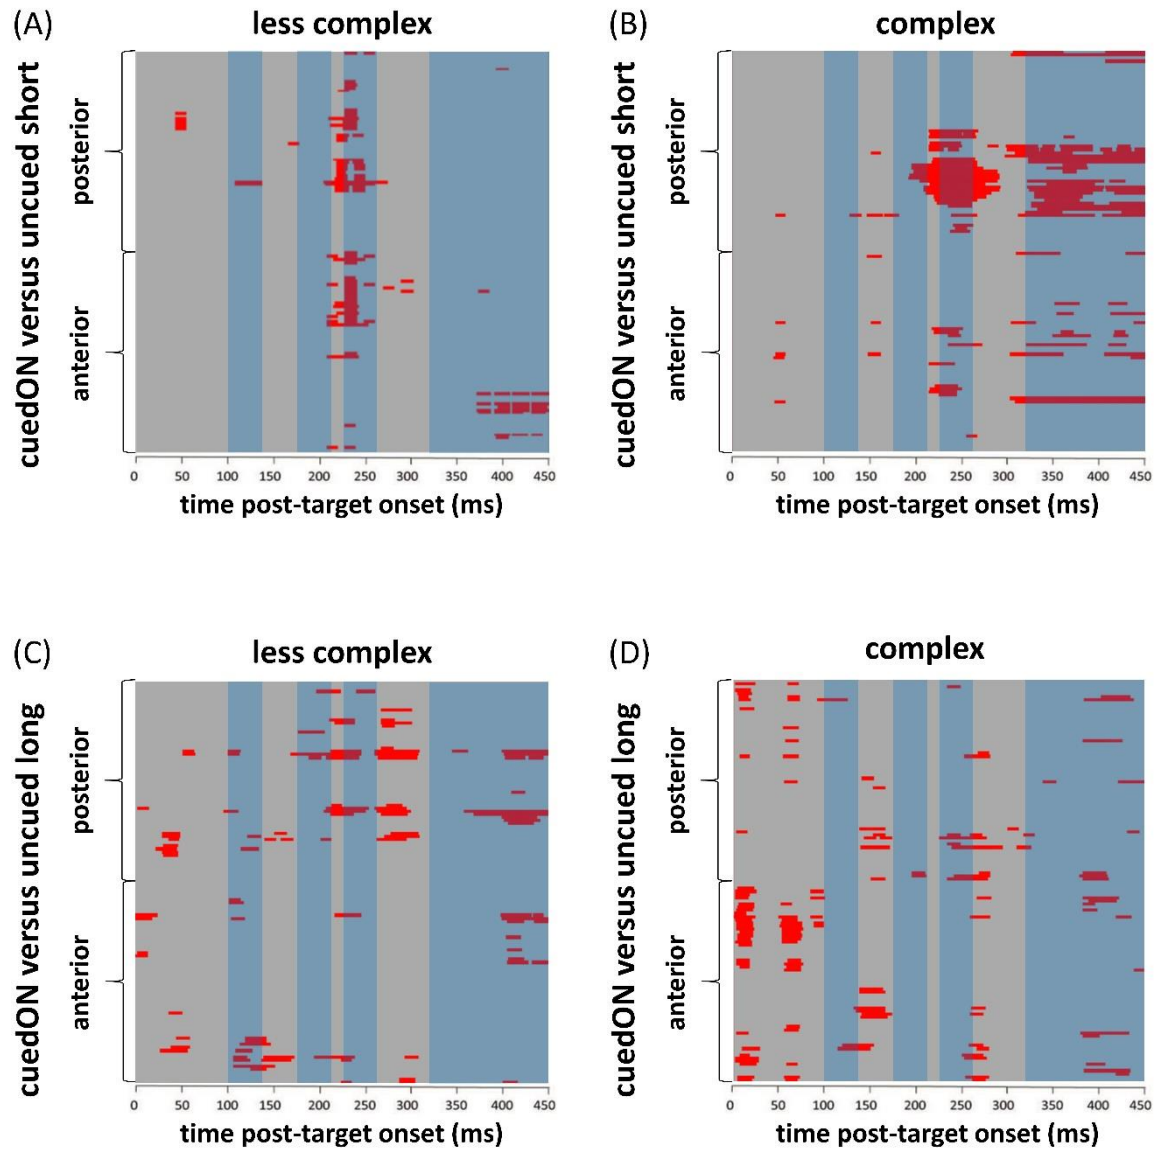 (A) less complex
cuedON versus uncued short
posterior
anterior
0 50 100 150 200 250 300 350 400 450
time post-target onset (ms)
(B) complex
cuedON versus uncued short
posterior
anterior
0 50 100 150 200 250 300 350 400 450
time post-target onset (ms)
(C) less complex
cuedON versus uncued long
posterior
anterior
0 50 100 150 200 250 300 350 400 450
time post-target onset (ms)
(D) complex
cuedON versus uncued long
posterior
anterior
0 50 100 150 200 250 300 350 400 450
time post-target onset (ms)